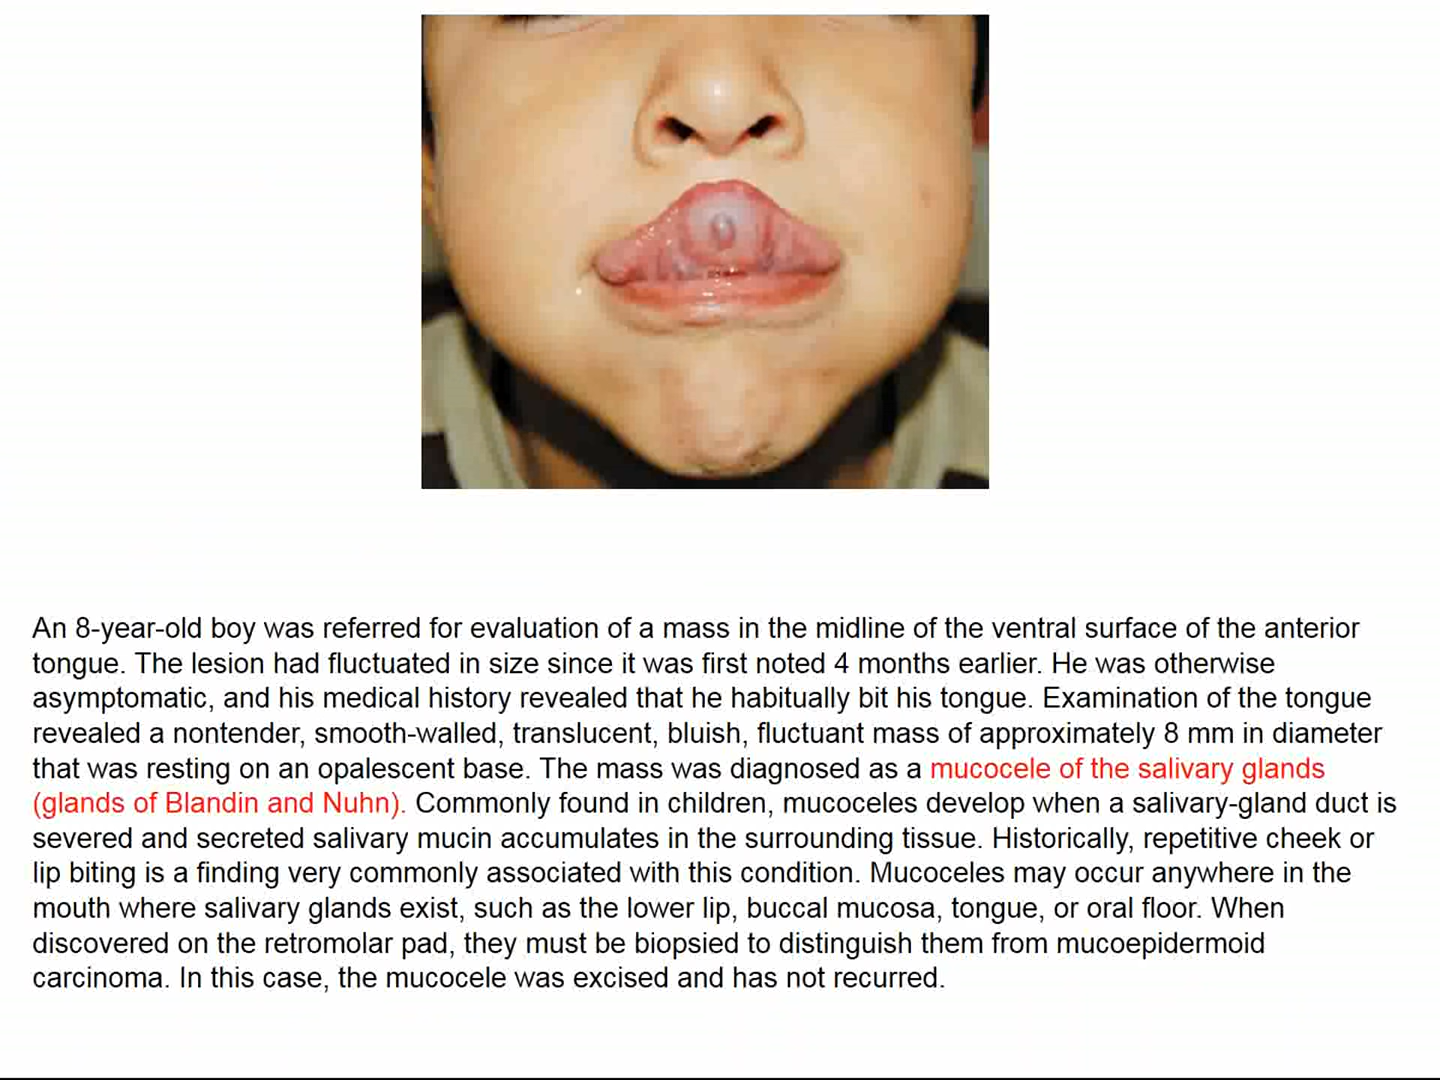 An 8-year-old boy was referred for evaluation of a mass in the midline of the ventral surface of the anterior
tongue. The lesion had fluctuated in size since it was first noted 4 months earlier. He was otherwise
asymptomatic, and his medical history revealed that he habitually bit his tongue. Examination of the tongue
revealed a nontender, smooth-walled, translucent, bluish, fluctuant mass of approximately 8 mm in diameter
that was resting on an opalescent base. The mass was diagnosed as a mucocele of the salivary glands
(glands of Blandin and Nuhn). Commonly found in children, mucoceles develop when a salivary-gland duct is
severed and secreted salivary mucin accumulates in the surrounding tissue. Historically, repetitive cheek or
lip biting is a finding very commonly associated with this condition. Mucoceles may occur anywhere in the
mouth where salivary glands exist, such as the lower lip, buccal mucosa, tongue, or oral floor. When
discovered on the retromolar pad, they must be biopsied to distinguish them from mucoepidermoid
carcinoma. In this case, the mucocele was excised and has not recurred.